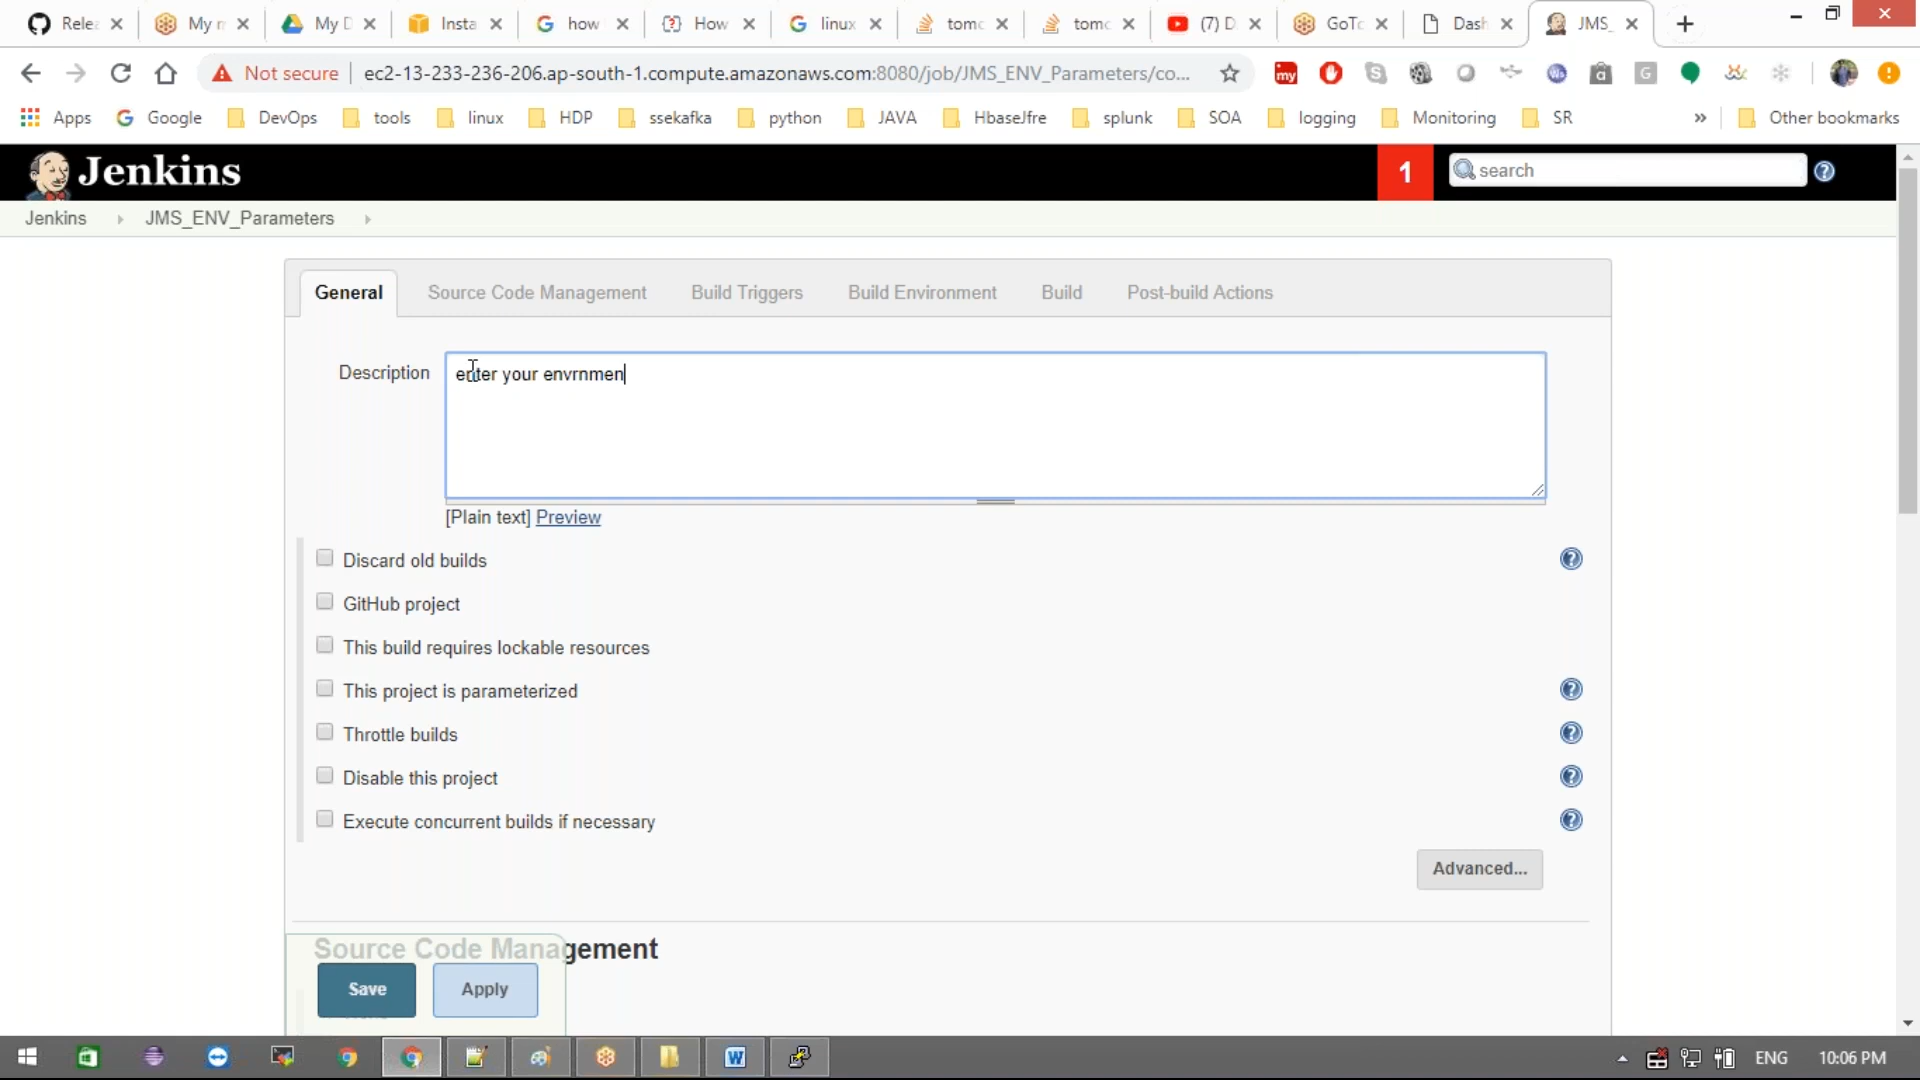 Rele My r My D Insta how How linux tomc tomc (7) D GoTo Dash JMS_
Not secure ec2-13-233-236-206.ap-south-1.compute.amazonaws.com:8080/job/JMS_ENV_Parameters/co...
Apps Google DevOps tools linux HDP ssekafka python JAVA HbaseJfre splunk SOA logging Monitoring SR » Other bookmarks
Jenkins 1 search
Jenkins JMS_ENV_Parameters
General Source Code Management Build Triggers Build Environment Build Post-build Actions
Description enter your envrnmen
[Plain text] Preview
Discard old builds
GitHub project
This build requires lockable resources
This project is parameterized
Throttle builds
Disable this project
Execute concurrent builds if necessary
Advanced...
Source Code Management
Save Apply
ENG 10:06 PM